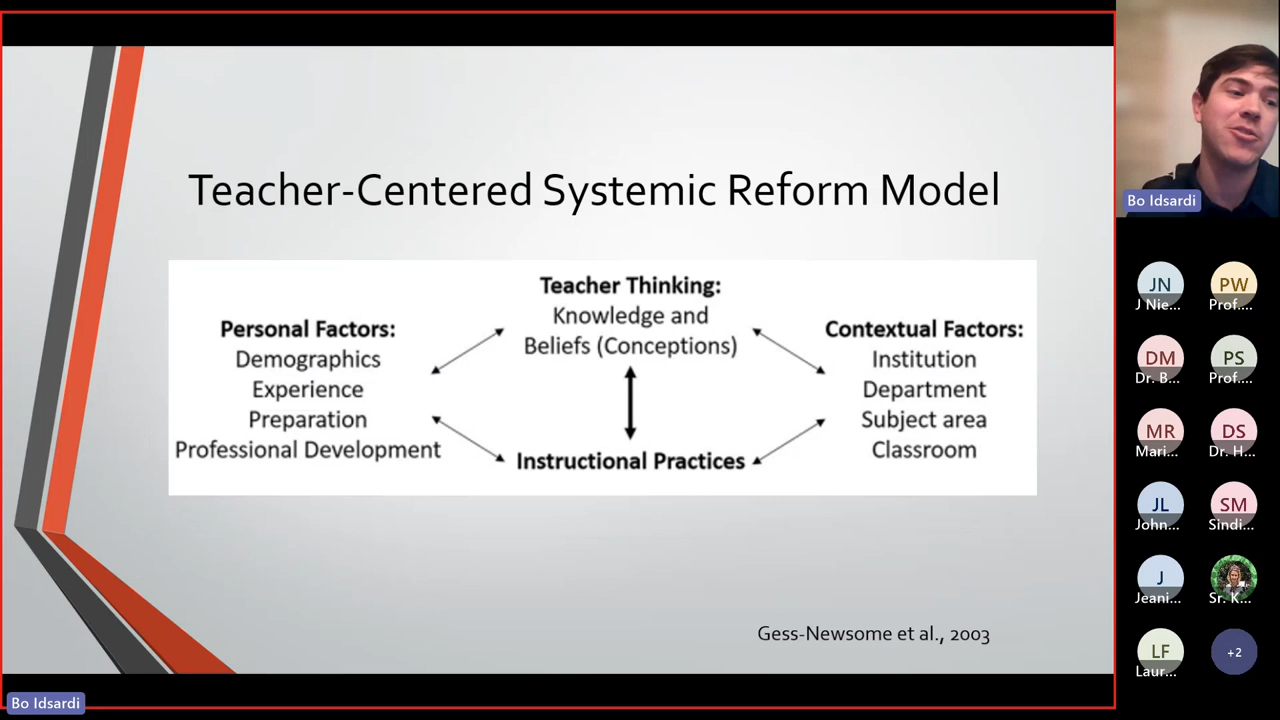 Teacher-Centered Systemic Reform Model
Teacher Thinking:
Knowledge and
Beliefs (Conceptions)
Personal Factors:
Demographics
Experience
Preparation
Professional Development
Contextual Factors:
Institution
Department
Subject area
Classroom
Instructional Practices
Gess-Newsome et al., 2003
Bo Idsardi
Bo Idsardi
JN
J Nie...
PW
Prof....
DM
Dr. B...
PS
Prof....
MR
Mari...
DS
Dr. H...
JL
John...
SM
Sindi...
J
Jeani...
Sr. K...
LF
Laur...
+2